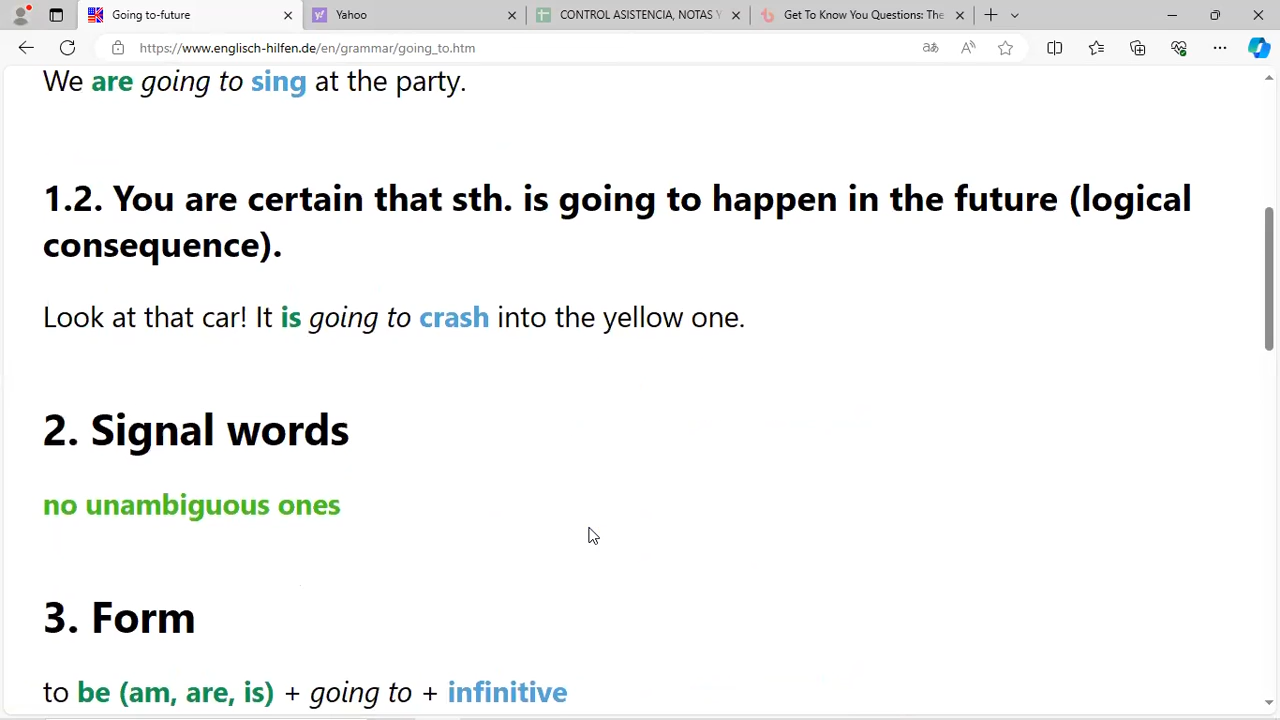 Going to-future
Yahoo
CONTROL ASISTENCIA, NOTAS Y
Get To Know You Questions: The
https://www.englisch-hilfen.de/en/grammar/going_to.htm
We are going to sing at the party.
1.2. You are certain that sth. is going to happen in the future (logical
consequence).
Look at that car! It is going to crash into the yellow one.
2. Signal words
no unambiguous ones
3. Form
to be (am, are, is) + going to + infinitive